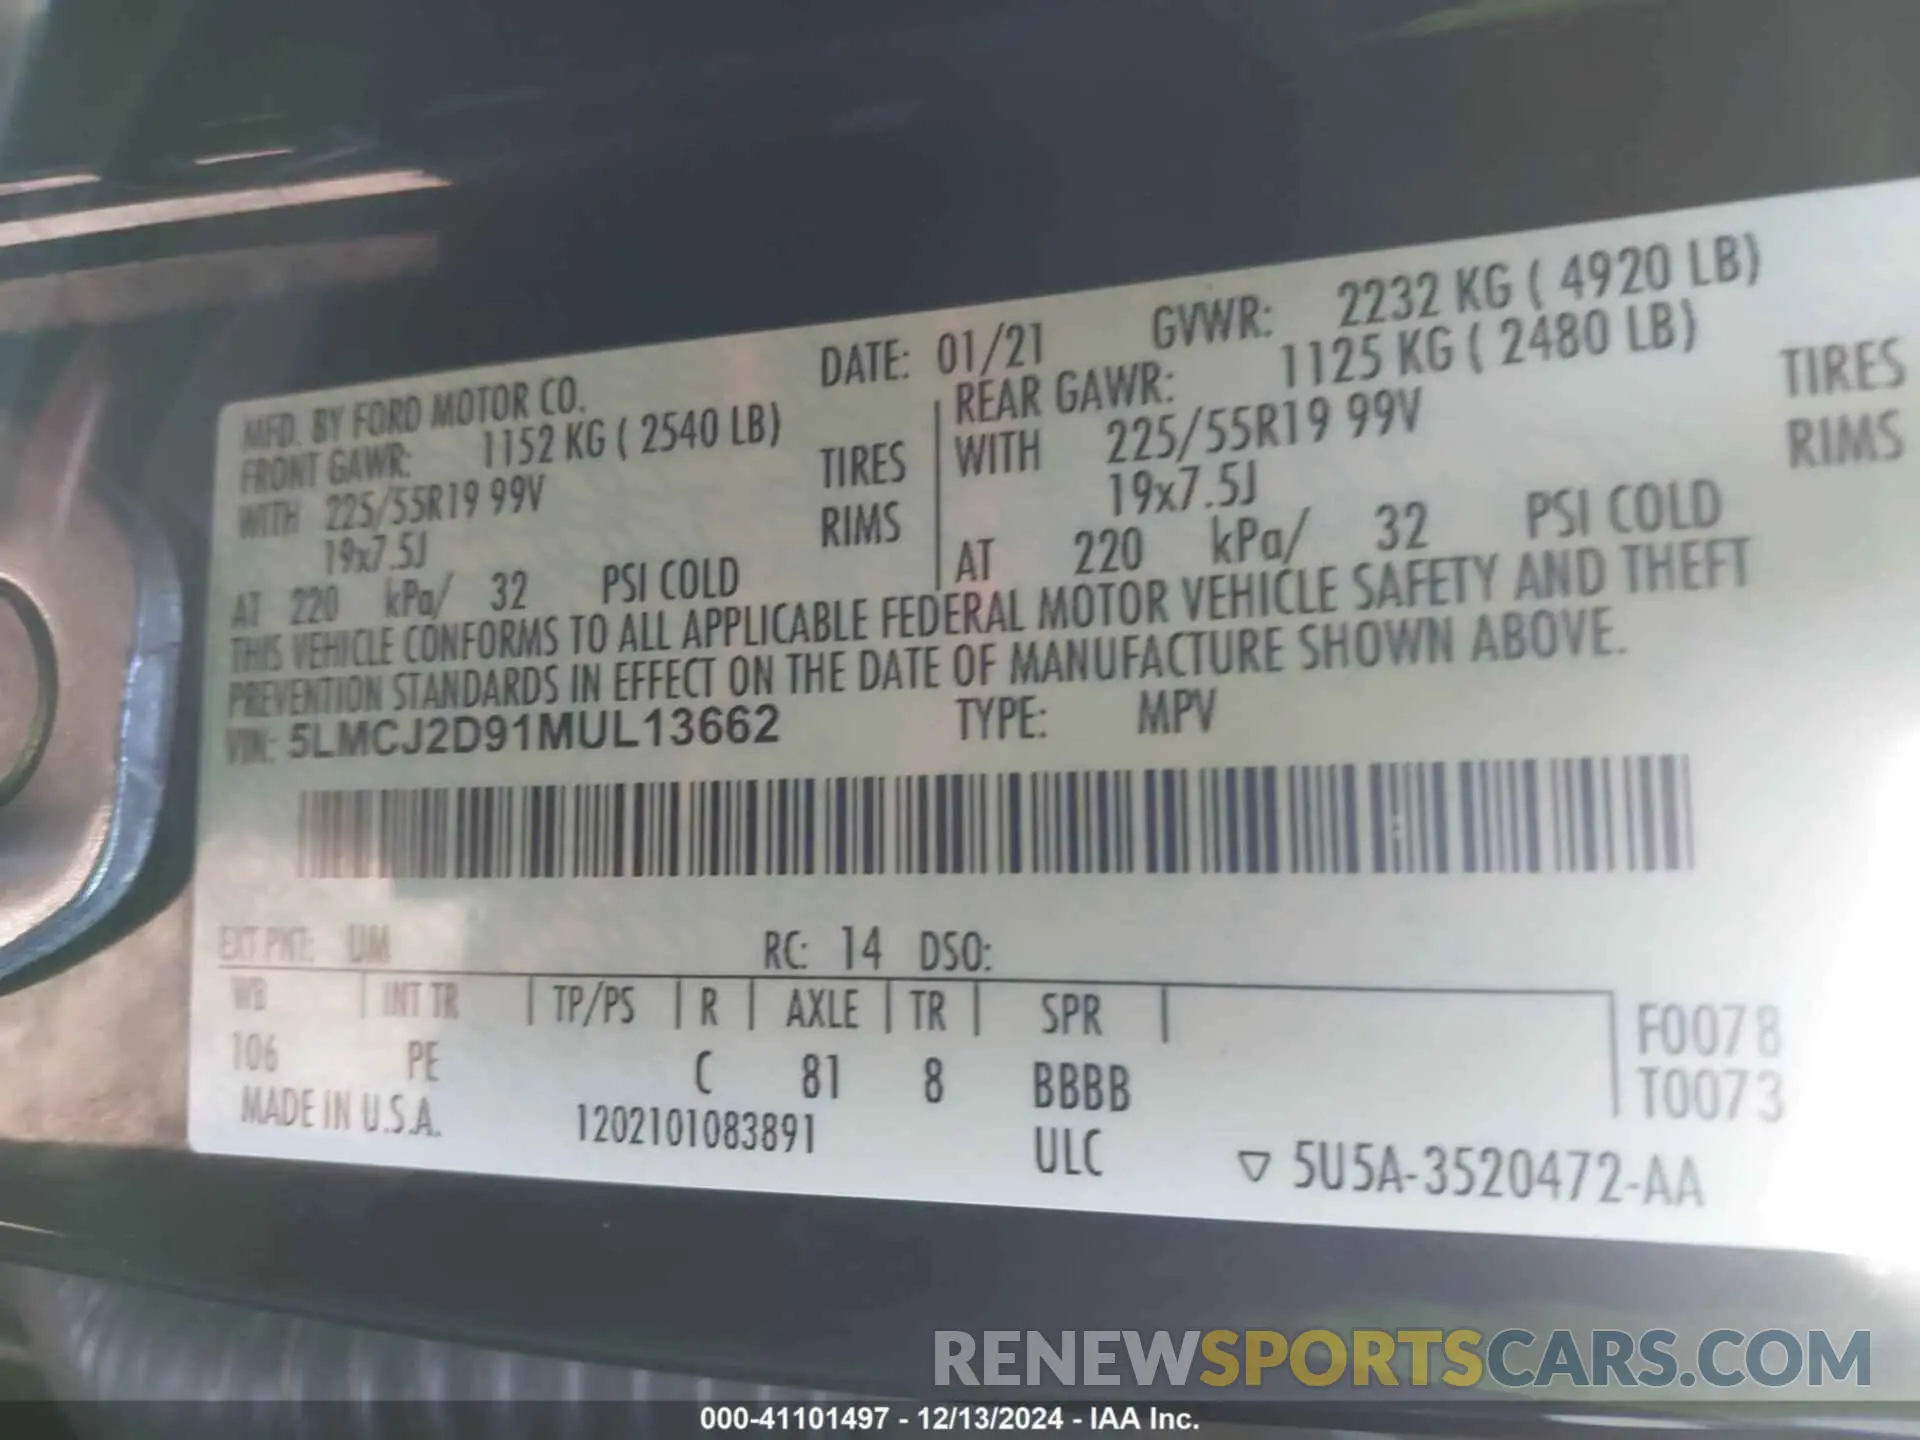 MFD. BY FORD MOTOR CO. DATE: 01/21 GVWR: 2232 KG ( 4920 LB)
FRONT GAWR: 1152 KG ( 2540 LB) REAR GAWR: 1125 KG ( 2480 LB)
WITH 225/55R19 99V TIRES WITH 225/55R19 99V TIRES
19x7.5J RIMS 19x7.5J RIMS
AT 220 kPa/ 32 PSI COLD AT 220 kPa/ 32 PSI COLD
THIS VEHICLE CONFORMS TO ALL APPLICABLE FEDERAL MOTOR VEHICLE SAFETY AND THEFT
PREVENTION STANDARDS IN EFFECT ON THE DATE OF MANUFACTURE SHOWN ABOVE.
VIN: 5LMCJ2D91MUL13662 TYPE: MPV
EXT PNT: UM RC: 14 DSO:
WB INT TR TP/PS R AXLE TR SPR F0078
106 PE C 81 8 BBBB T0073
MADE IN U.S.A. 1202101083891 ULC ▽ 5U5A-3520472-AA
RENEWSPORTSCARS.COM
000-41101497 - 12/13/2024 - IAA Inc.